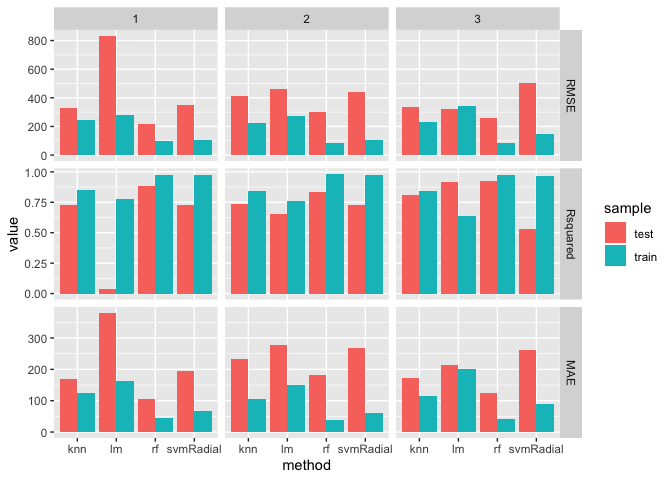 1 2 3
800
600
400
200
0
RMSE
1.00
0.75
0.50
0.25
0.00
Rsquared
300
200
100
0
MAE
value
knn lm rf svmRadial knn lm rf svmRadial knn lm rf svmRadial
method
sample
test
train